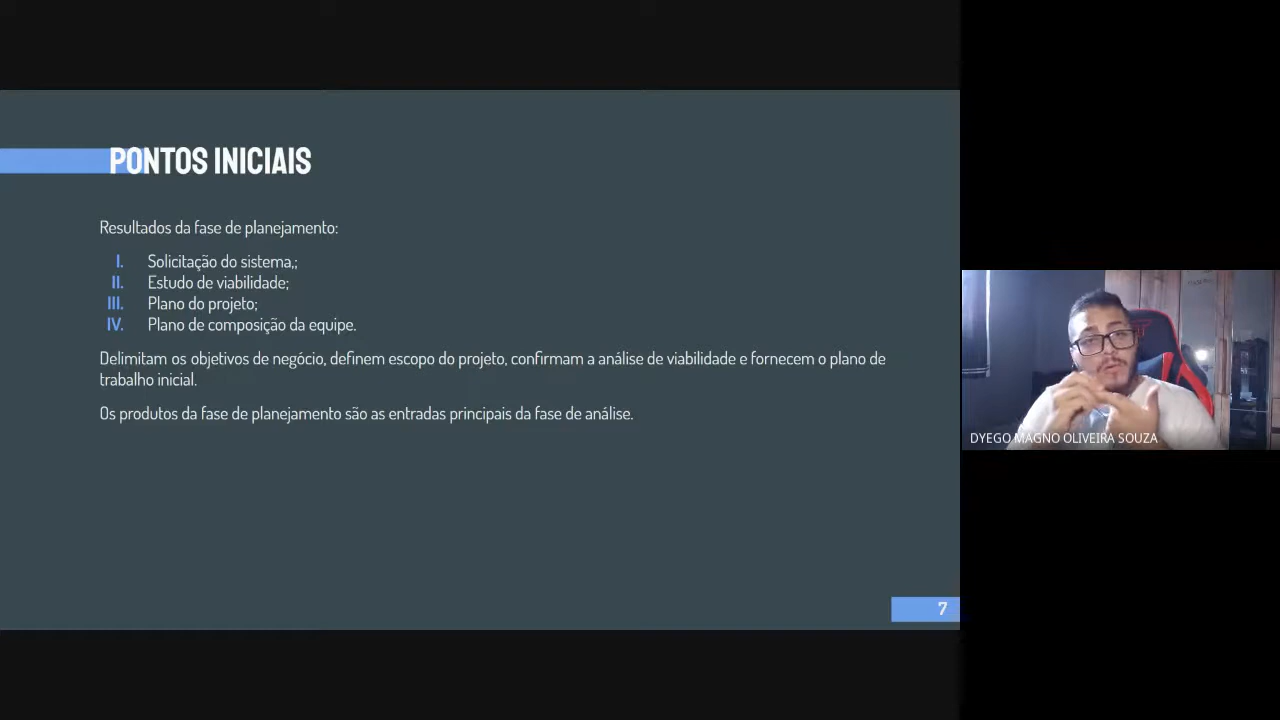 PONTOS INICIAIS
Resultados da fase de planejamento:
I. Solicitação do sistema,;
II. Estudo de viabilidade;
III. Plano do projeto;
IV. Plano de composição da equipe.
Delimitam os objetivos de negócio, definem escopo do projeto, confirmam a análise de viabilidade e fornecem o plano de
trabalho inicial.
Os produtos da fase de planejamento são as entradas principais da fase de análise.
7
DYEGO MAGNO OLIVEIRA SOUZA